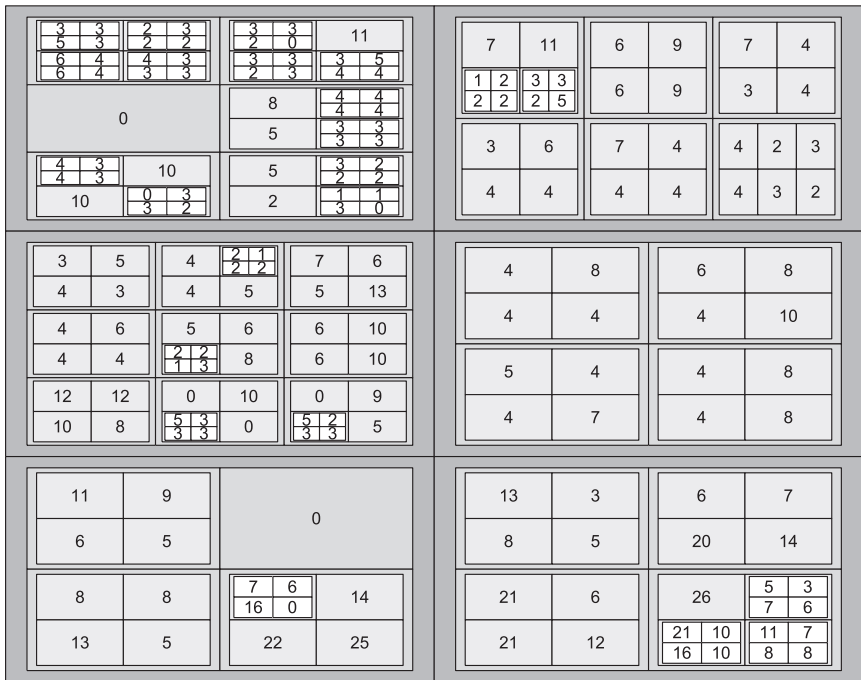 3 3 2 3 3 3 11
5 3 2 2 2 0
6 4 4 3 3 3 3 5
6 4 3 3 2 3 4 4
0 8 4 4
4 4
5 3 3
3 3
4 3 10 5 3 2
4 3 2 2
10 0 3 2 1 1
3 2 3 0
7 11 6 9 7 4
1 2 3 3 6 9 3 4
2 2 2 5
3 6 7 4 4 2 3
4 4 4 4 4 3 2
3 5 4 2 1 7 6
2 2
4 3 4 5 5 13
4 6 5 6 6 10
4 4 2 2 8 6 10
1 3
12 12 0 10 0 9
10 8 5 3 0 5 2 5
3 3 3 3
4 8 6 8
4 4 4 10
5 4 4 8
4 7 4 8
11 9 0
6 5
8 8 7 6 14
16 0
13 5 22 25
13 3 6 7
8 5 20 14
21 6 26 5 3
7 6
21 12 21 10 11 7
16 10 8 8